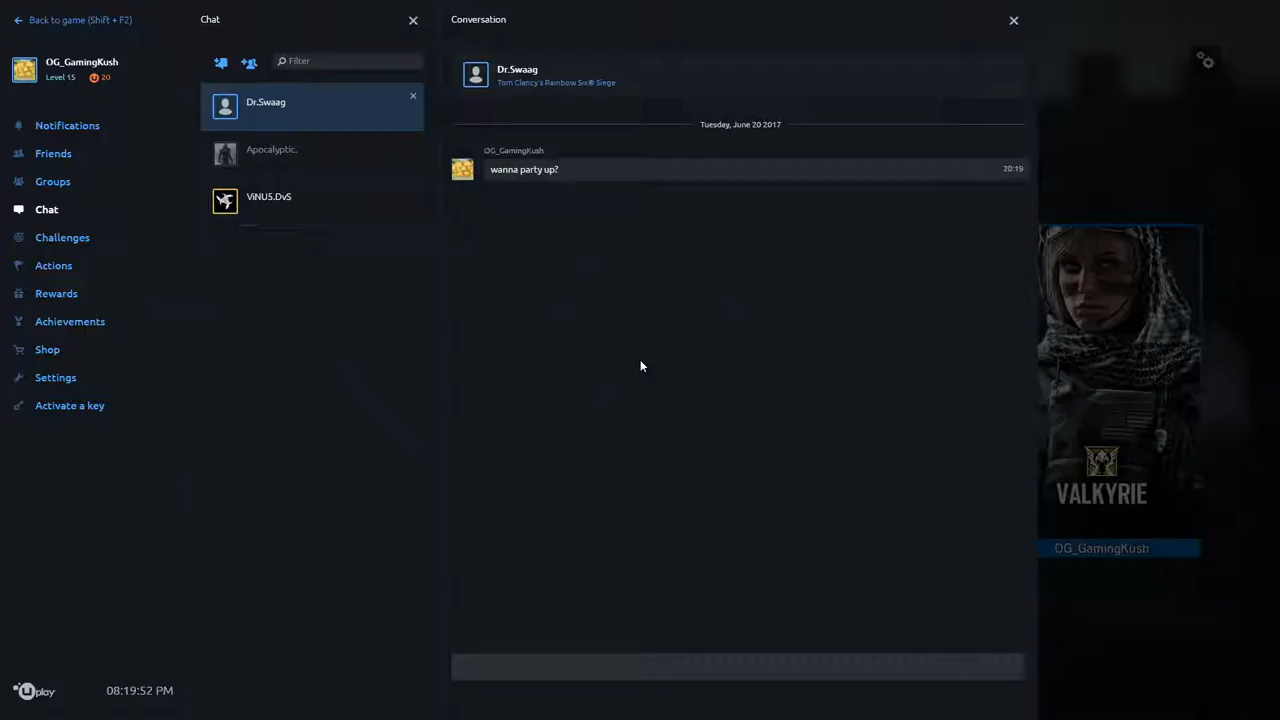 Back to game (Shift + F2)
OG_GamingKush
Level 15
20
Notifications
Friends
Groups
Chat
Challenges
Actions
Rewards
Achievements
Shop
Settings
Activate a key
uplay
08:19:52 PM
Chat
Filter
Dr.Swaag
Apocalyptic.
ViNU5.DvS
Conversation
Dr.Swaag
Tom Clancy's Rainbow Six® Siege
Tuesday, June 20 2017
OG_GamingKush
wanna party up?
20:19
VALKYRIE
OG_GamingKush